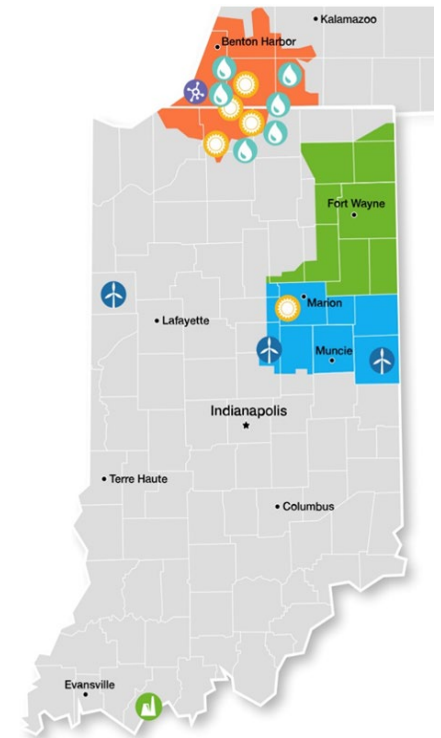 Kalamazoo
Benton Harbor
Fort Wayne
Marion
Lafayette
Muncie
Indianapolis
Terre Haute
Columbus
Evansville